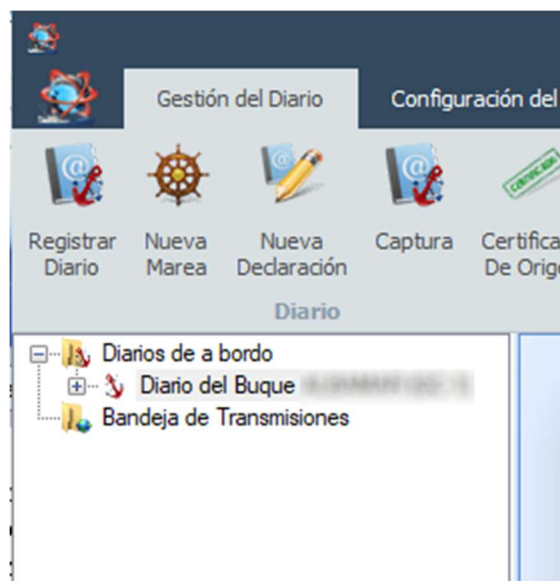 Gestión del Diario
Configuración del
Registrar Diario
Nueva Marea
Nueva Declaración
Captura
De
Diario
Diarios de a bordo
Diario del Buque
Bandeja de Transmisiones